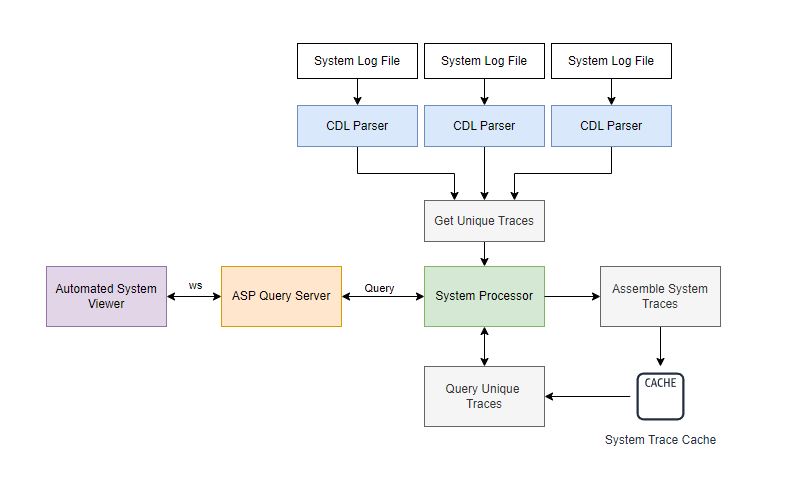 System Log File
System Log File
System Log File
CDL Parser
CDL Parser
CDL Parser
Get Unique Traces
Automated System
Viewer
ws
ASP Query Server
Query
System Processor
Assemble System
Traces
Query Unique
Traces
CACHE
System Trace Cache